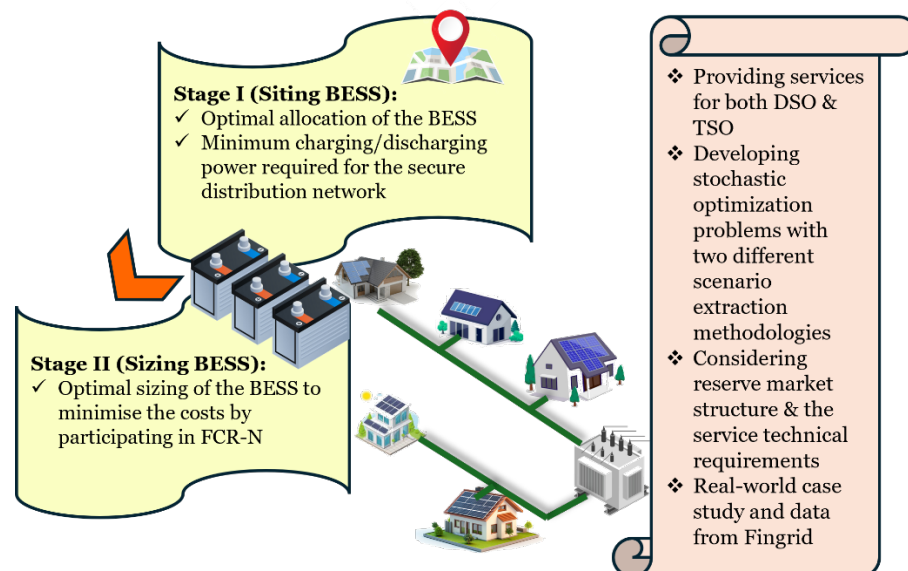 Stage I (Siting BESS):
✓ Optimal allocation of the BESS
✓ Minimum charging/discharging
power required for the secure
distribution network
Stage II (Sizing BESS):
✓ Optimal sizing of the BESS to
minimise the costs by
participating in FCR-N
❖ Providing services
for both DSO &
TSO
❖ Developing
stochastic
optimization
problems with
two different
scenario
extraction
methodologies
❖ Considering
reserve market
structure & the
service technical
requirements
❖ Real-world case
study and data
from Fingrid